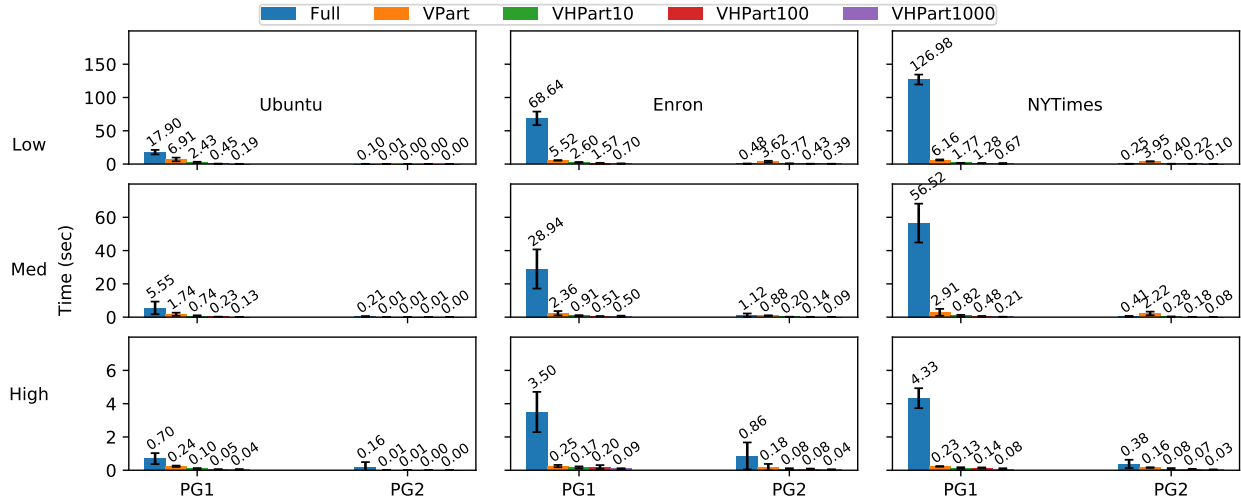 Full VPart VHPart10 VHPart100 VHPart1000
Low
Med
High
Time (sec)
150
100
50
0
Ubuntu
17.90 6.91 2.43 0.45 0.19
0.10 0.01 0.00 0.00 0.00
Enron
68.64 5.52 2.60 1.57 0.70
0.48 3.62 0.77 0.43 0.39
NYTimes
126.98 6.16 1.77 1.28 0.67
0.25 3.95 0.40 0.22 0.10
60
40
20
0
5.55 1.74 0.74 0.23 0.13
0.21 0.01 0.01 0.01 0.00
28.94 2.36 0.91 0.51 0.50
1.12 0.88 0.20 0.14 0.09
56.52 2.91 0.82 0.48 0.21
0.41 2.22 0.28 0.18 0.08
6
4
2
0
0.70 0.24 0.10 0.05 0.04
0.16 0.01 0.01 0.00 0.00
3.50 0.25 0.17 0.20 0.09
0.86 0.18 0.08 0.08 0.04
4.33 0.23 0.13 0.14 0.08
0.38 0.16 0.08 0.07 0.03
PG1 PG2 PG1 PG2 PG1 PG2